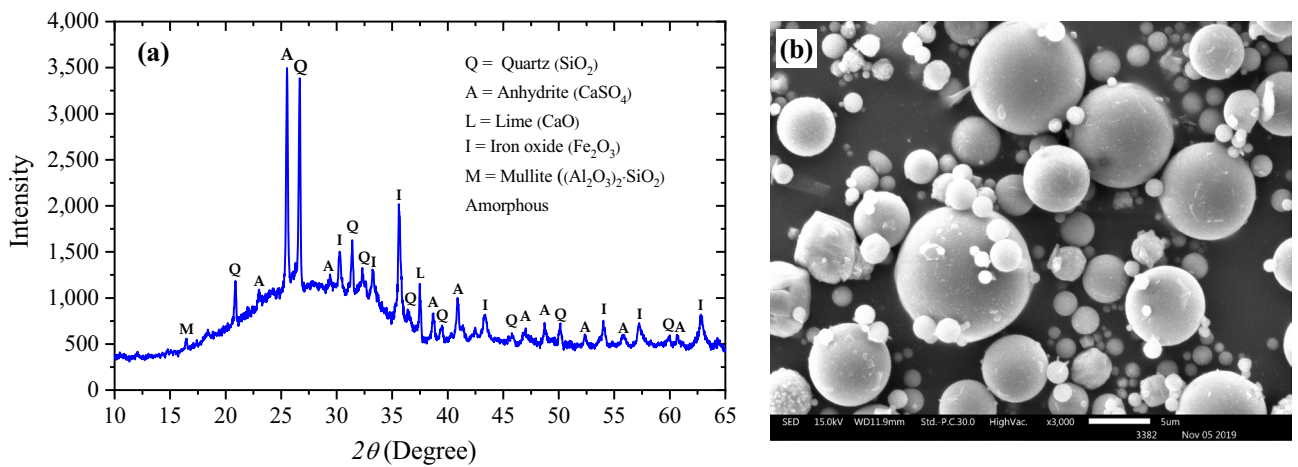 (a)
Q = Quartz (SiO₂)
A = Anhydrite (CaSO₄)
L = Lime (CaO)
I = Iron oxide (Fe₂O₃)
M = Mullite ((Al₂O₃)₂·SiO₂)
Amorphous
Intensity
4,000
3,500
3,000
2,500
2,000
1,500
1,000
500
0
M Q A A Q A I Q Q I I Q L A Q A I Q A A Q A I A I Q A I
10 15 20 25 30 35 40 45 50 55 60 65
2θ (Degree)
(b)
SED 15.0kV WD11.9mm Std.-P.C.30.0 HighVac. x3,000 5um
3382 Nov 05 2019